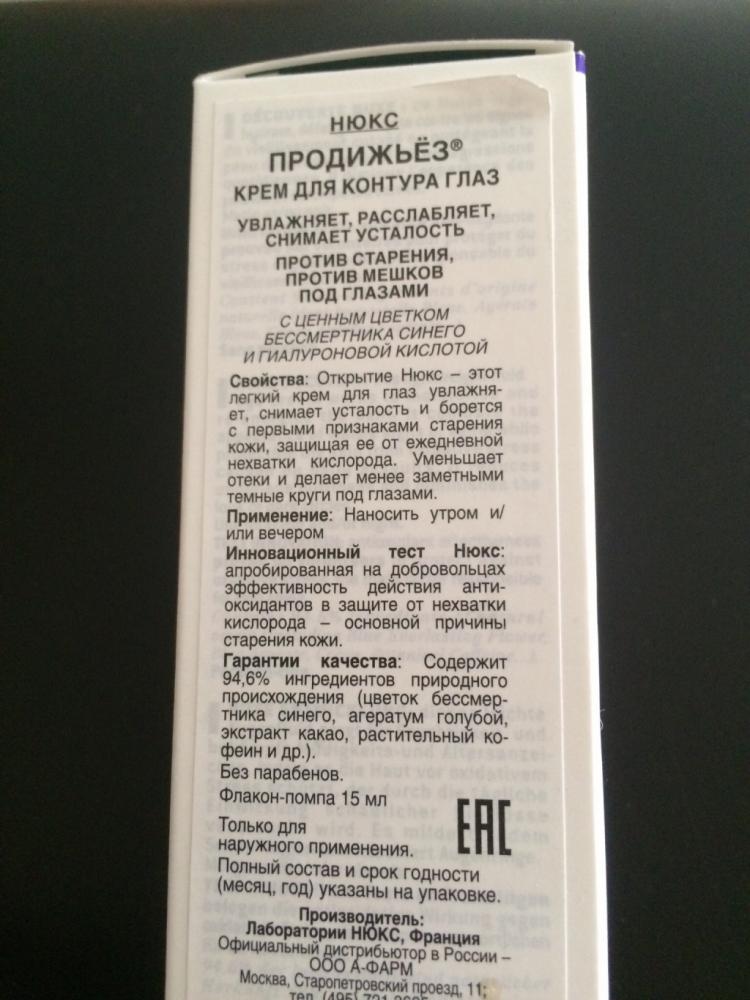 НЮКС
ПРОДИЖЬЁЗ®
КРЕМ ДЛЯ КОНТУРА ГЛАЗ
УВЛАЖНЯЕТ, РАССЛАБЛЯЕТ,
СНИМАЕТ УСТАЛОСТЬ
ПРОТИВ СТАРЕНИЯ,
ПРОТИВ МЕШКОВ
ПОД ГЛАЗАМИ
С ЦЕННЫМ ЦВЕТКОМ
БЕССМЕРТНИКА СИНЕГО
И ГИАЛУРОНОВОЙ КИСЛОТОЙ
Свойства: Открытие Нюкс – этот
легкий крем для глаз увлажня-
ет, снимает усталость и борется
с первыми признаками старения
кожи, защищая ее от ежедневной
нехватки кислорода. Уменьшает
отеки и делает менее заметными
темные круги под глазами.
Применение: Наносить утром и/
или вечером
Инновационный тест Нюкс:
апробированная на добровольцах
эффективность действия анти-
оксидантов в защите от нехватки
кислорода – основной причины
старения кожи.
Гарантии качества: Содержит
94,6% ингредиентов природного
происхождения (цветок бессмер-
тника синего, агератум голубой,
экстракт какао, растительный ко-
феин и др.).
Без парабенов.
Флакон-помпа 15 мл
EAC
Только для
наружного применения.
Полный состав и срок годности
(месяц, год) указаны на упаковке.
Производитель:
Лаборатории НЮКС, Франция
Официальный дистрибьютор в России –
ООО А-ФАРМ
Москва, Старопетровский проезд, 11;
тел. (495)